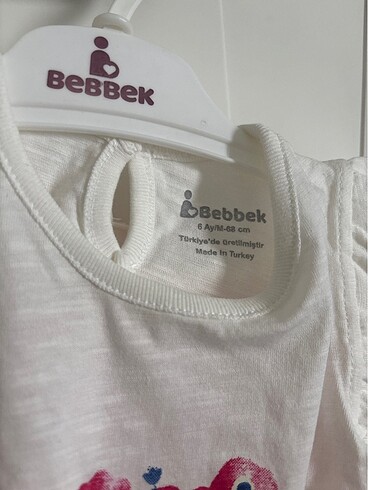 BeBBeK
Bebbek
6 Ay/M-68 cm
Türkiye'de üretilmiştir
Made In Turkey